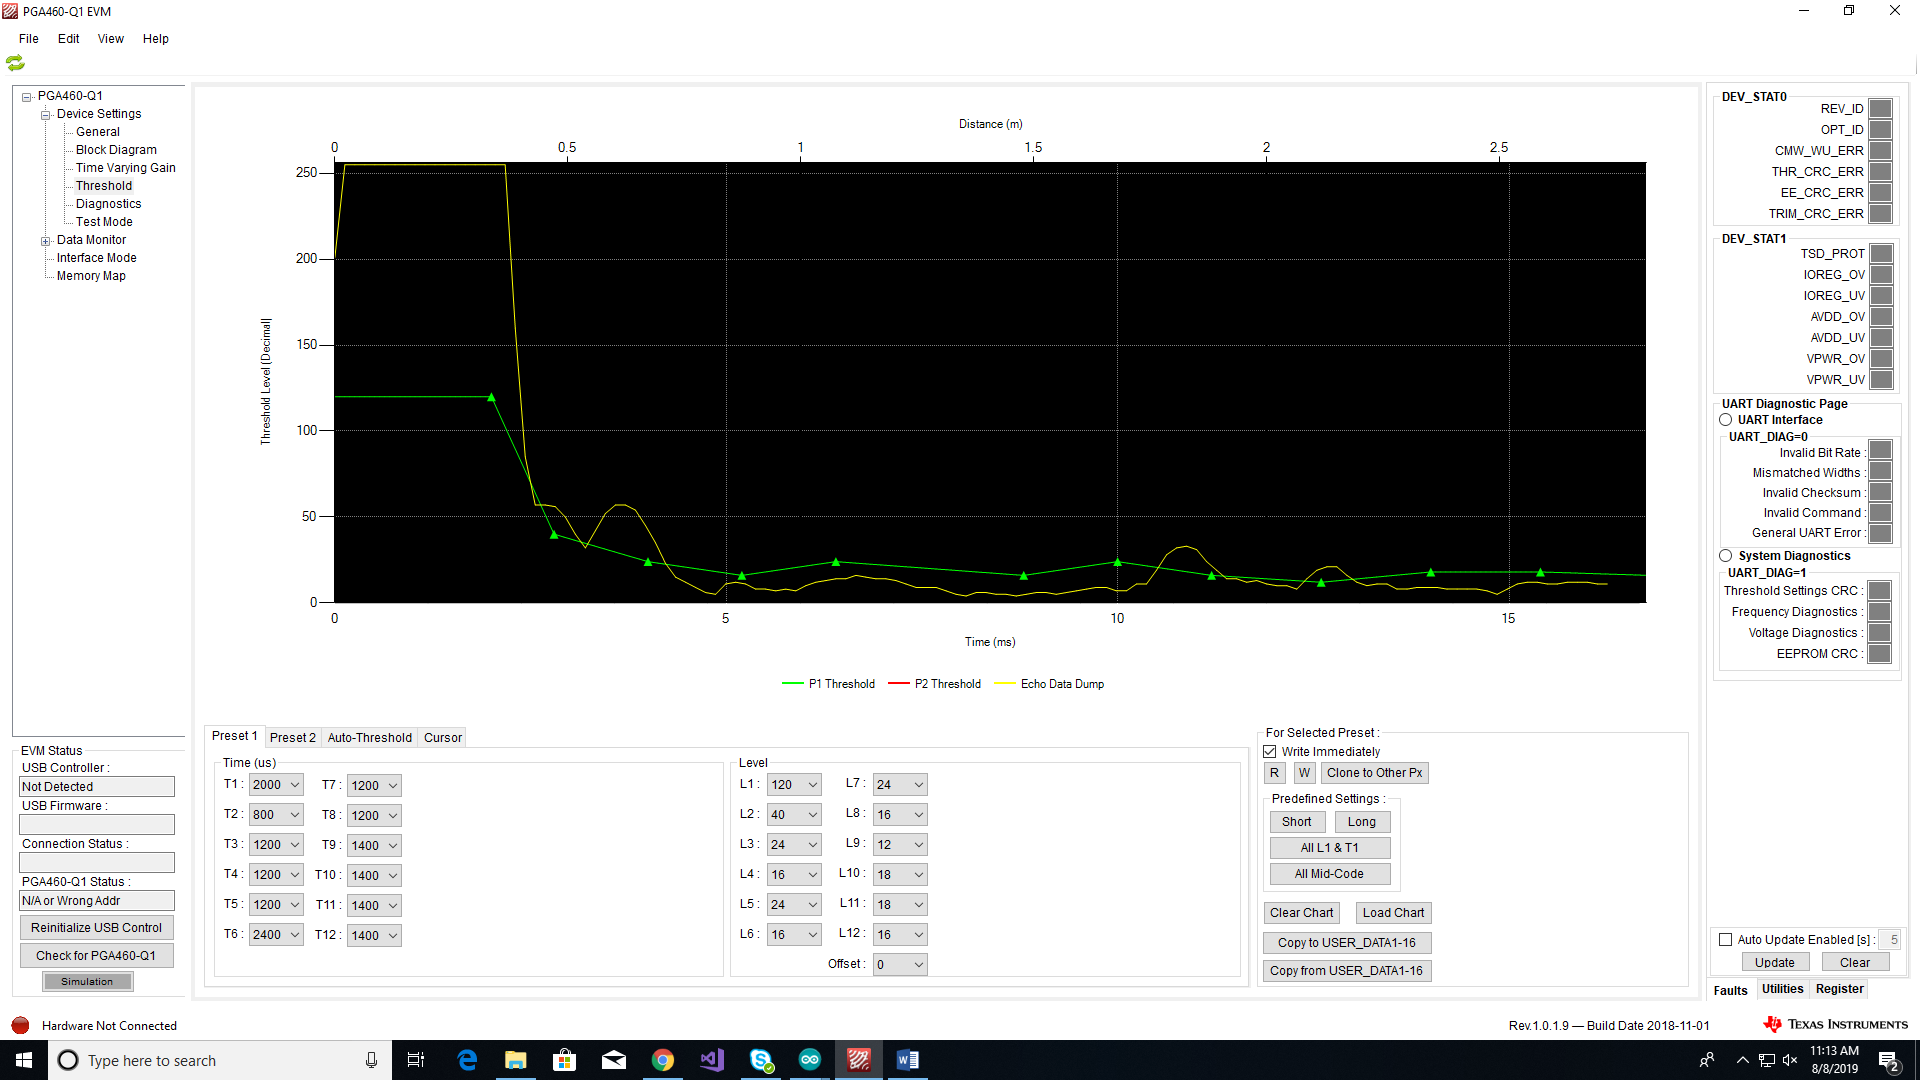 PGA460-Q1 EVM
File Edit View Help
PGA460-Q1
Device Settings
General
Block Diagram
Time Varying Gain
Threshold
Diagnostics
Test Mode
Data Monitor
Interface Mode
Memory Map
EVM Status
USB Controller :
Not Detected
USB Firmware :
Connection Status :
PGA460-Q1 Status :
N/A or Wrong Addr
Reinitialize USB Control
Check for PGA460-Q1
Simulation
Distance (m)
0 0.5 1 1.5 2 2.5
250
200
150
100
50
0
Threshold Level [Decimal]
0 5 10 15
Time (ms)
P1 Threshold P2 Threshold Echo Data Dump
Preset 1 Preset 2 Auto-Threshold Cursor
Time (us)
T1 : 2000 T7 : 1200
T2 : 800 T8 : 1200
T3 : 1200 T9 : 1400
T4 : 1200 T10 : 1400
T5 : 1200 T11 : 1400
T6 : 2400 T12 : 1400
Level
L1 : 120 L7 : 24
L2 : 40 L8 : 16
L3 : 24 L9 : 12
L4 : 16 L10 : 18
L5 : 24 L11 : 18
L6 : 16 L12 : 16
Offset : 0
For Selected Preset :
Write Immediately
R W Clone to Other Px
Predefined Settings :
Short Long
All L1 & T1
All Mid-Code
Clear Chart Load Chart
Copy to USER_DATA1-16
Copy from USER_DATA1-16
DEV_STAT0
REV_ID
OPT_ID
CMW_WU_ERR
THR_CRC_ERR
EE_CRC_ERR
TRIM_CRC_ERR
DEV_STAT1
TSD_PROT
IOREG_OV
IOREG_UV
AVDD_OV
AVDD_UV
VPWR_OV
VPWR_UV
UART Diagnostic Page
UART Interface
UART_DIAG=0
Invalid Bit Rate :
Mismatched Widths :
Invalid Checksum :
Invalid Command :
General UART Error :
System Diagnostics
UART_DIAG=1
Threshold Settings CRC :
Frequency Diagnostics :
Voltage Diagnostics :
EEPROM CRC :
Auto Update Enabled [s] : 5
Update Clear
Faults Utilities Register
Hardware Not Connected
Rev.1.0.1.9 — Build Date 2018-11-01
TEXAS INSTRUMENTS
Type here to search
11:13 AM
8/8/2019
2